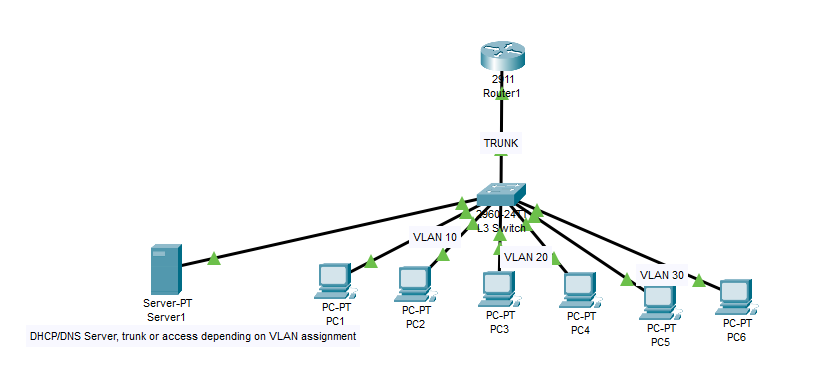 2911
Router1
TRUNK
2960-24TT
L3 Switch
VLAN 10
VLAN 20
VLAN 30
Server-PT
Server1
PC-PT
PC1
PC-PT
PC2
PC-PT
PC3
PC-PT
PC4
PC-PT
PC5
PC-PT
PC6
DHCP/DNS Server, trunk or access depending on VLAN assignment